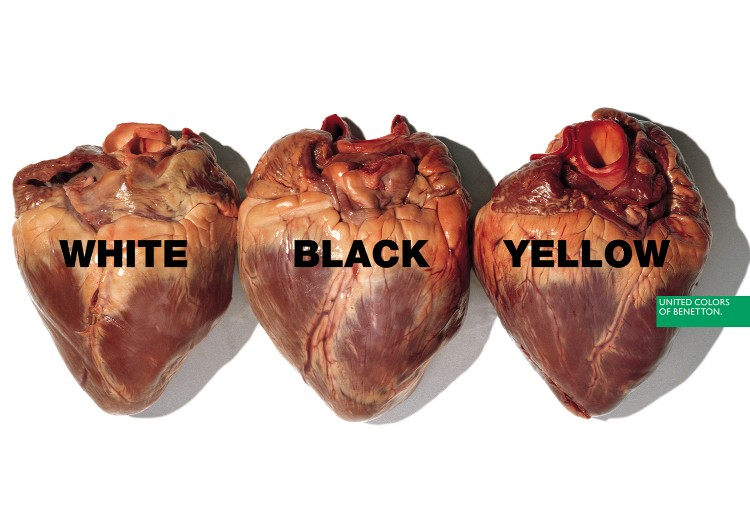 WHITE
BLACK
YELLOW
UNITED COLORS
OF BENETTON.